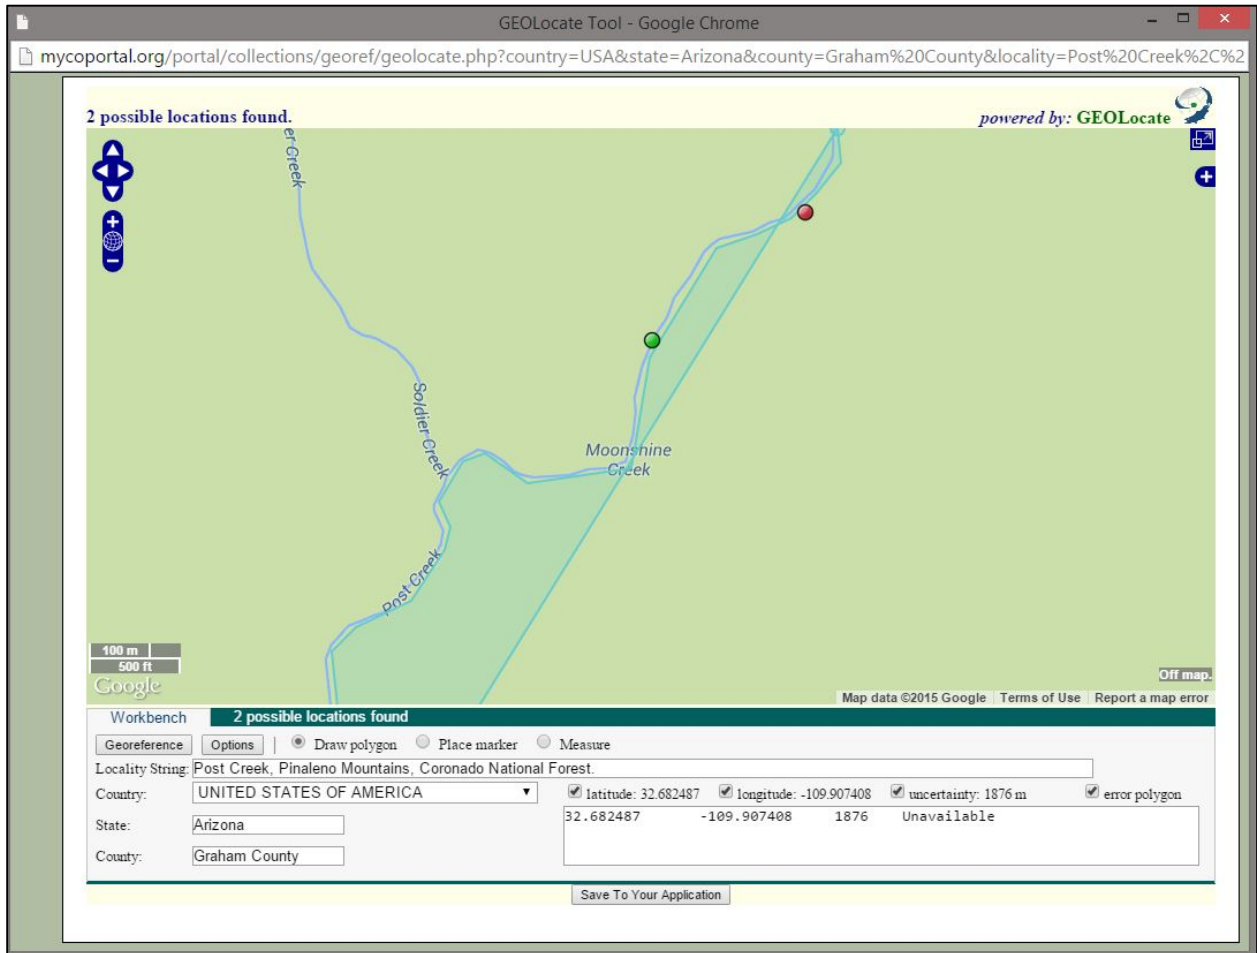 GEOLocate Tool - Google Chrome
mycoportal.org/portal/collections/georef/geolocate.php?country=USA&state=Arizona&county=Graham%20County&locality=Post%20Creek%2C%2
2 possible locations found.
powered by: GEOLocate
er Creek
Soldier Creek
Moonshine
Creek
Post Creek
100 m
500 ft
Google
Off map.
Map data ©2015 Google Terms of Use Report a map error
Workbench 2 possible locations found
Georeference Options | Draw polygon Place marker Measure
Locality String: Post Creek, Pinaleno Mountains, Coronado National Forest.
Country: UNITED STATES OF AMERICA latitude: 32.682487 longitude: -109.907408 uncertainty: 1876 m error polygon
32.682487 -109.907408 1876 Unavailable
State: Arizona
County: Graham County
Save To Your Application